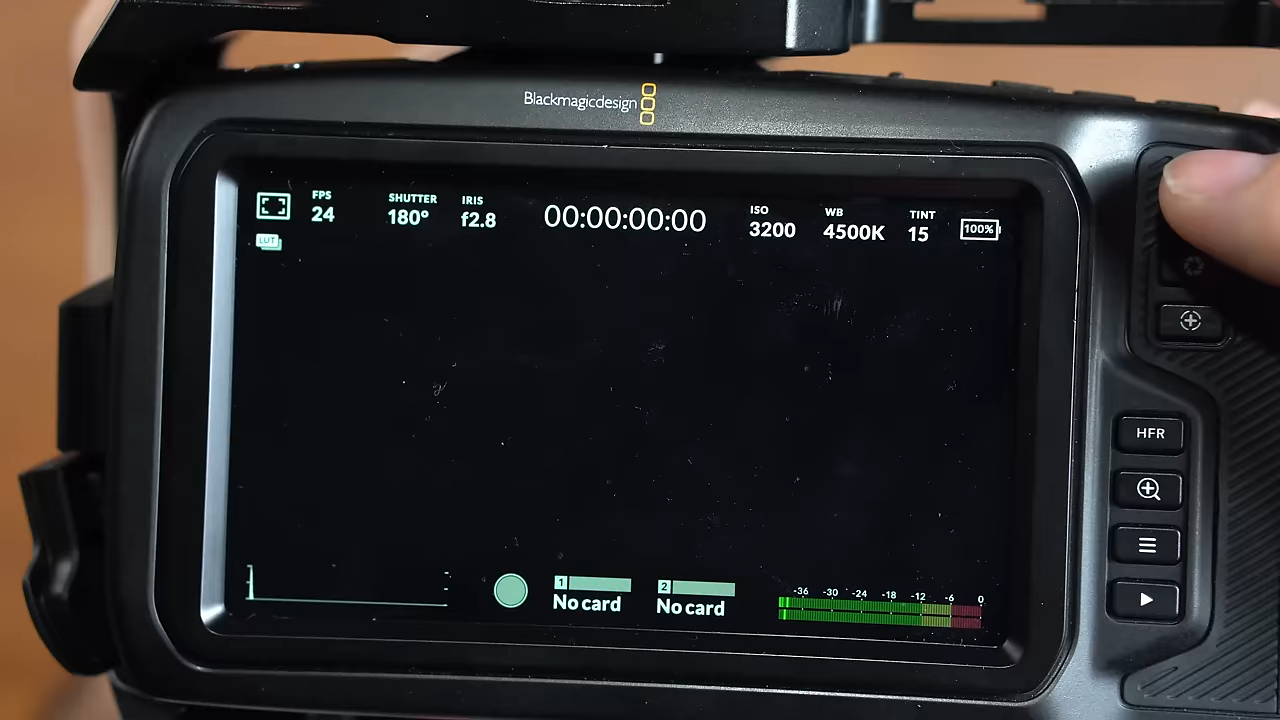 Blackmagicdesign
FPS SHUTTER IRIS ISO WB TINT
24 180° f2.8 00:00:00:00 3200 4500K 15 100%
LUT
HFR
1 2
No card No card
-36 -30 -24 -18 -12 -6 0